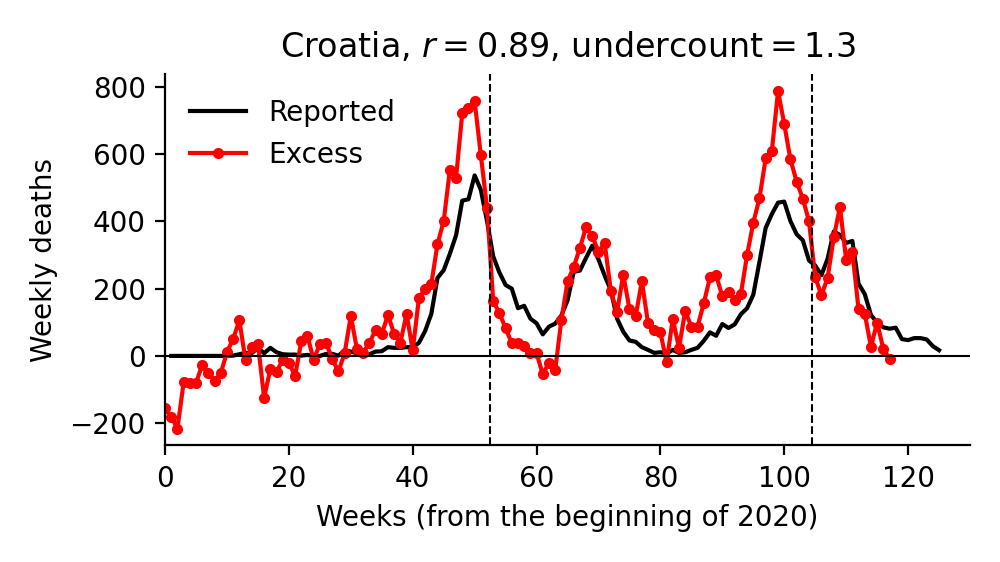 Croatia, r = 0.89, undercount = 1.3
Reported
Excess
Weekly deaths
800
600
400
200
0
−200
0 20 40 60 80 100 120
Weeks (from the beginning of 2020)